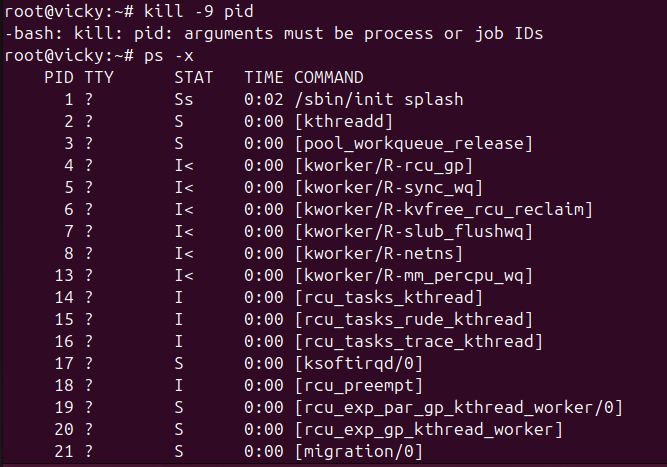 root@vicky:~# kill -9 pid
-bash: kill: pid: arguments must be process or job IDs
root@vicky:~# ps -x
    PID TTY      STAT   TIME COMMAND
      1 ?        Ss     0:02 /sbin/init splash
      2 ?        S      0:00 [kthreadd]
      3 ?        S      0:00 [pool_workqueue_release]
      4 ?        I<     0:00 [kworker/R-rcu_gp]
      5 ?        I<     0:00 [kworker/R-sync_wq]
      6 ?        I<     0:00 [kworker/R-kvfree_rcu_reclaim]
      7 ?        I<     0:00 [kworker/R-slub_flushwq]
      8 ?        I<     0:00 [kworker/R-netns]
     13 ?        I<     0:00 [kworker/R-mm_percpu_wq]
     14 ?        I      0:00 [rcu_tasks_kthread]
     15 ?        I      0:00 [rcu_tasks_rude_kthread]
     16 ?        I      0:00 [rcu_tasks_trace_kthread]
     17 ?        S      0:00 [ksoftirqd/0]
     18 ?        I      0:00 [rcu_preempt]
     19 ?        S      0:00 [rcu_exp_par_gp_kthread_worker/0]
     20 ?        S      0:00 [rcu_exp_gp_kthread_worker]
     21 ?        S      0:00 [migration/0]